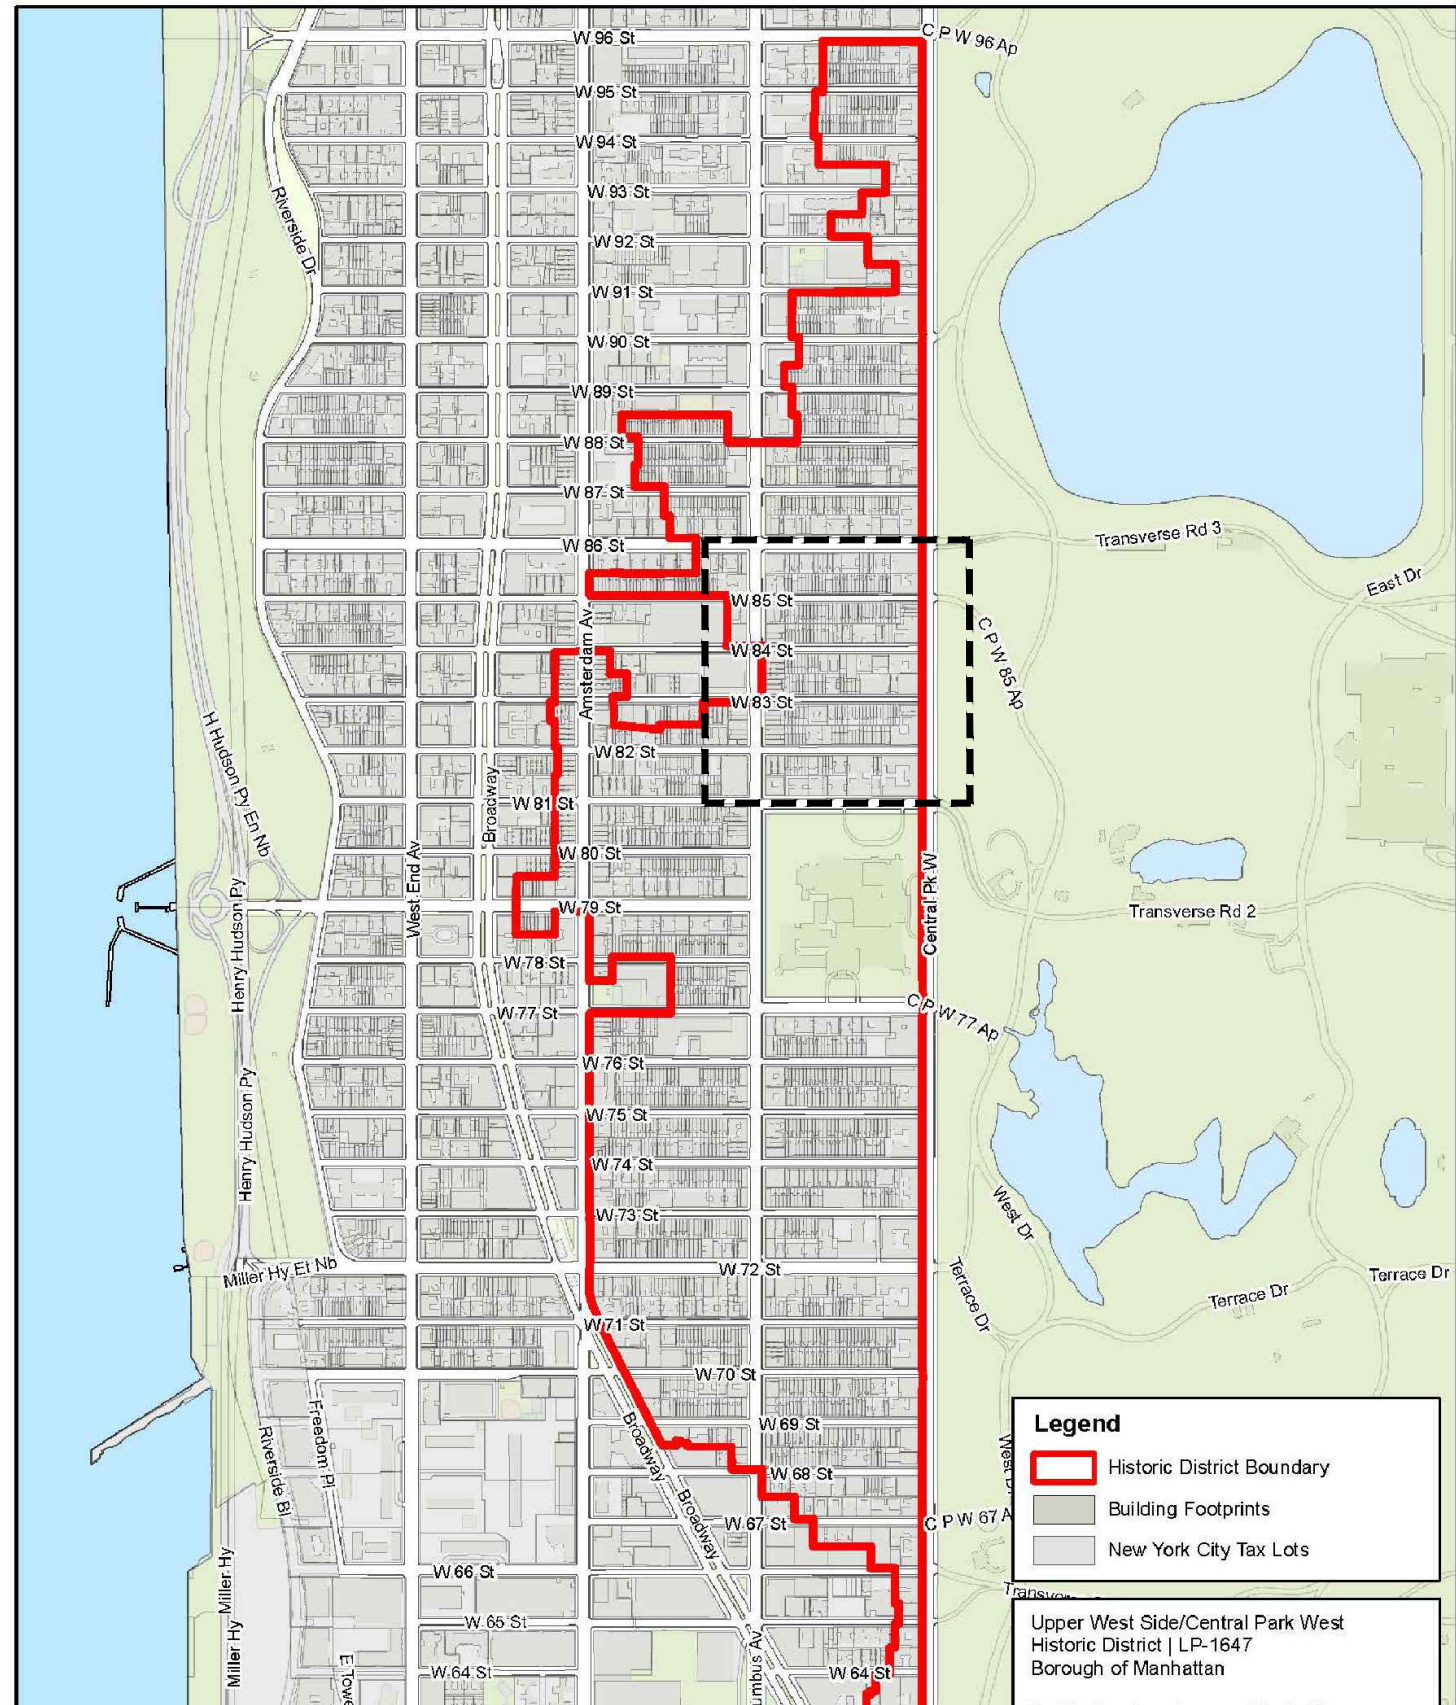 W 96 St
C P W 96 Ap
W 95 St
W 94 St
W 93 St
Riverside Dr
W 92 St
W 91 St
W 90 St
W 89 St
W 88 St
W 87 St
W 86 St
Transverse Rd 3
East Dr
W 85 St
Amsterdam Av
C P W 85 Ap
W 84 St
W 83 St
H Hudson Py En Nb
W 82 St
Broadway
W 81 St
W 80 St
West End Av
Central Pk W
Henry Hudson Py
W 79 St
Transverse Rd 2
W 78 St
C P W 77 Ap
W 77 St
W 76 St
Henry Hudson Py
W 75 St
W 74 St
West Dr
W 73 St
Miller Hy Et Nb
W 72 St
Terrace Dr
Terrace Dr
Terrace Dr
W 71 St
W 70 St
Freedom Pl
Riverside Bl
Broadway
W 69 St
Legend
West D
Historic District Boundary
W 68 St
Broadway
Building Footprints
W 67 St
C P W 67 A
New York City Tax Lots
Miller Hy
W 66 St
Transver
Miller Hy
W 65 St
Upper West Side/Central Park West
Historic District | LP-1647
Borough of Manhattan
E Towe
W 64 St
umbus Av
W 64 St